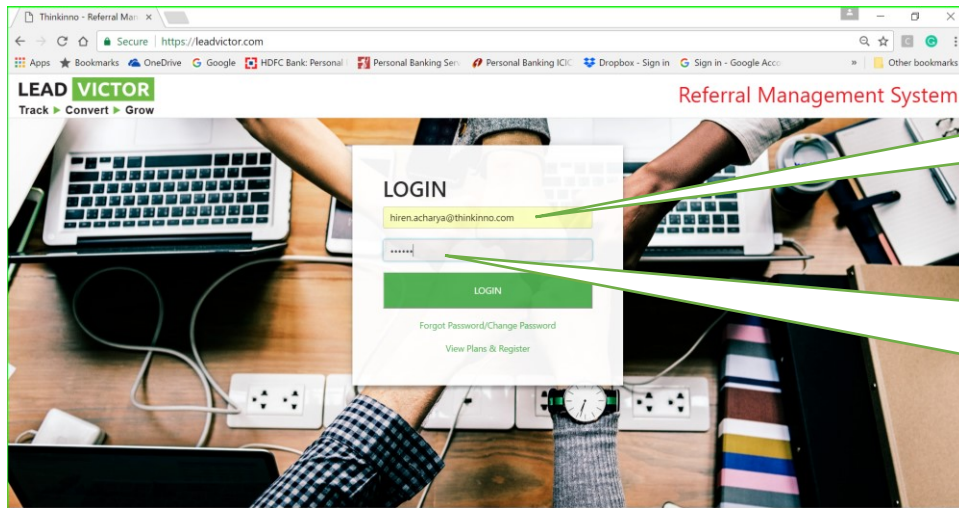 Thinkinno - Referral Man
Secure | https://leadvictor.com
Apps Bookmarks OneDrive Google HDFC Bank: Personal Personal Banking Serv Personal Banking ICIC Dropbox - Sign in Sign in - Google Acco » Other bookmarks
LEAD VICTOR
Track ▶ Convert ▶ Grow
Referral Management System
LOGIN
hiren.acharya@thinkinno.com
••••••
LOGIN
Forgot Password/Change Password
View Plans & Register